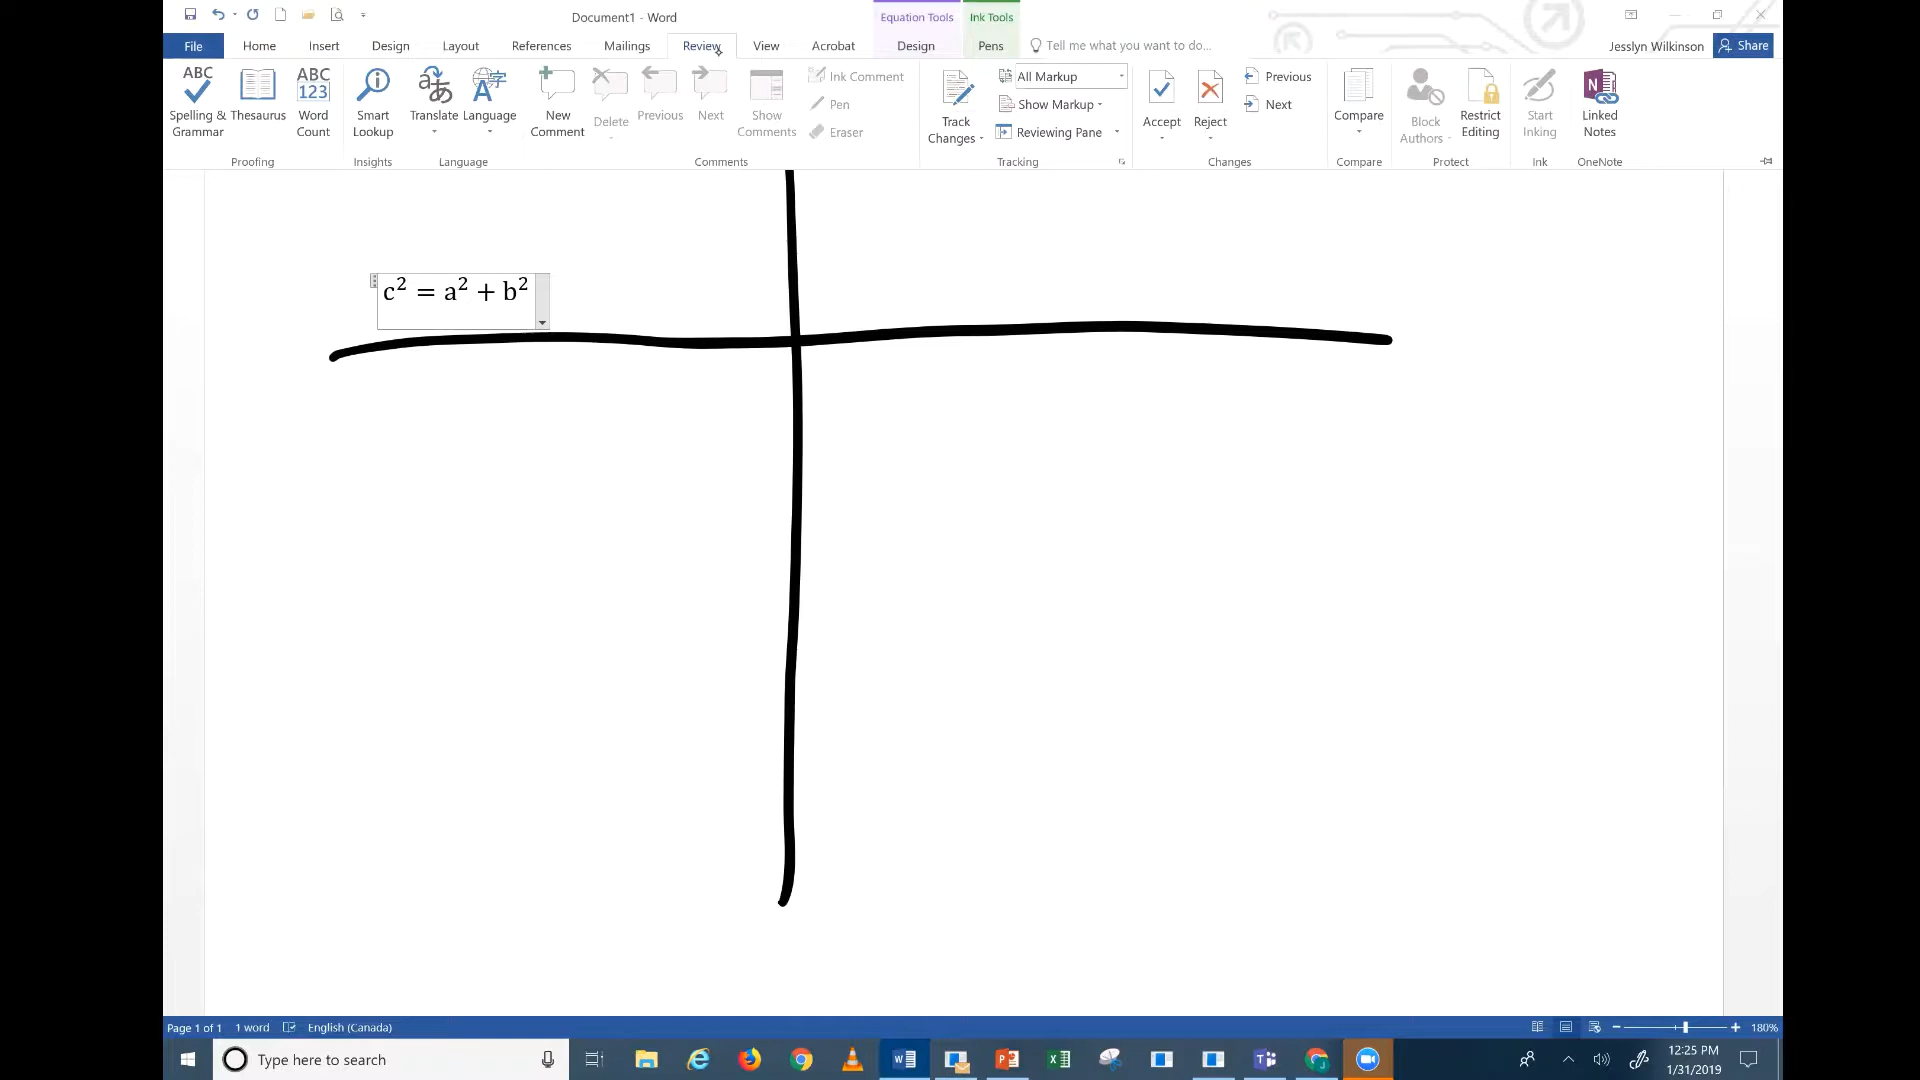 Document1 - Word
Equation Tools
Ink Tools
File
Home
Insert
Design
Layout
References
Mailings
Review
View
Acrobat
Design
Pens
Tell me what you want to do...
Jesslyn Wilkinson
Share
ABC
Spelling & Grammar
Thesaurus
ABC
123
Word Count
Smart Lookup
Translate
Language
New Comment
Delete
Previous
Next
Show Comments
Ink Comment
Pen
Eraser
Track Changes
All Markup
Show Markup
Reviewing Pane
Accept
Reject
Previous
Next
Compare
Block Authors
Restrict Editing
Start Inking
Linked Notes
Proofing
Insights
Language
Comments
Tracking
Changes
Compare
Protect
Ink
OneNote
c² = a² + b²
Page 1 of 1
1 word
English (Canada)
180%
Type here to search
12:25 PM
1/31/2019